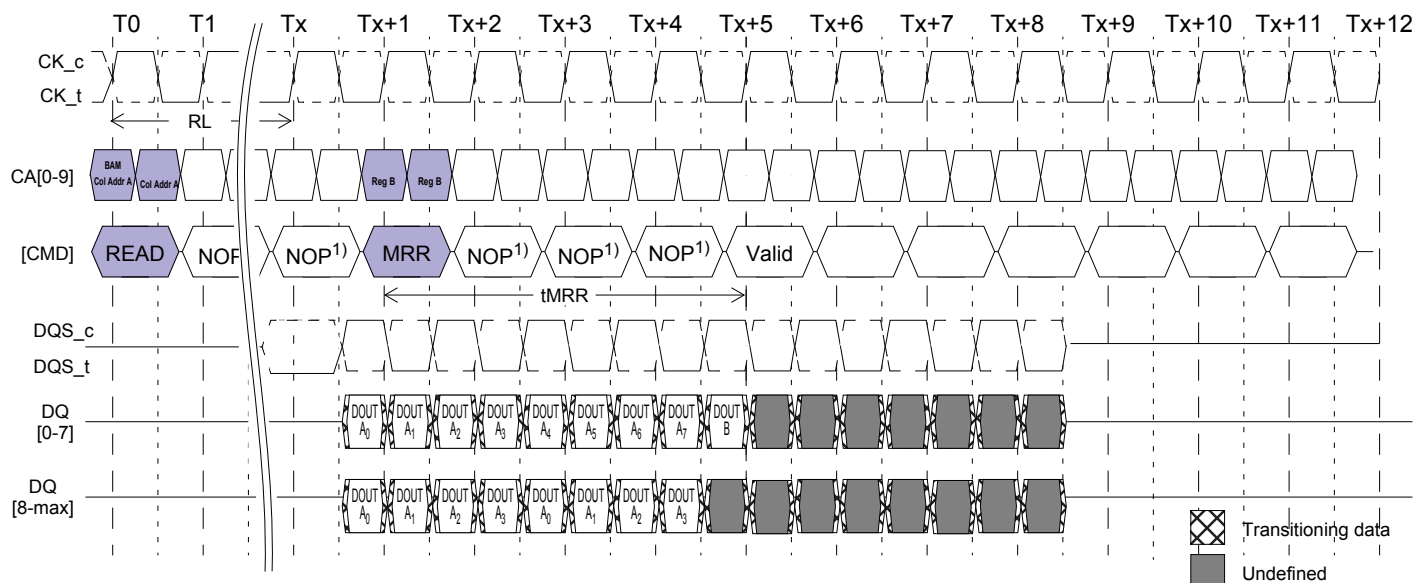 T0 T1 Tx Tx+1 Tx+2 Tx+3 Tx+4 Tx+5 Tx+6 Tx+7 Tx+8 Tx+9 Tx+10 Tx+11 Tx+12
CK_c
CK_t
RL
CA[0-9]
BAM
Col Addr A
Col Addr A
Reg B
Reg B
[CMD]
READ
NOP
NOP1)
MRR
NOP1)
NOP1)
NOP1)
Valid
tMRR
DQS_c
DQS_t
DQ
[0-7]
DOUT
A0
DOUT
A1
DOUT
A2
DOUT
A3
DOUT
A4
DOUT
A5
DOUT
A6
DOUT
A7
DOUT
B
DQ
[8-max]
DOUT
A0
DOUT
A1
DOUT
A2
DOUT
A3
DOUT
A0
DOUT
A1
DOUT
A2
DOUT
A3
Transitioning data
Undefined